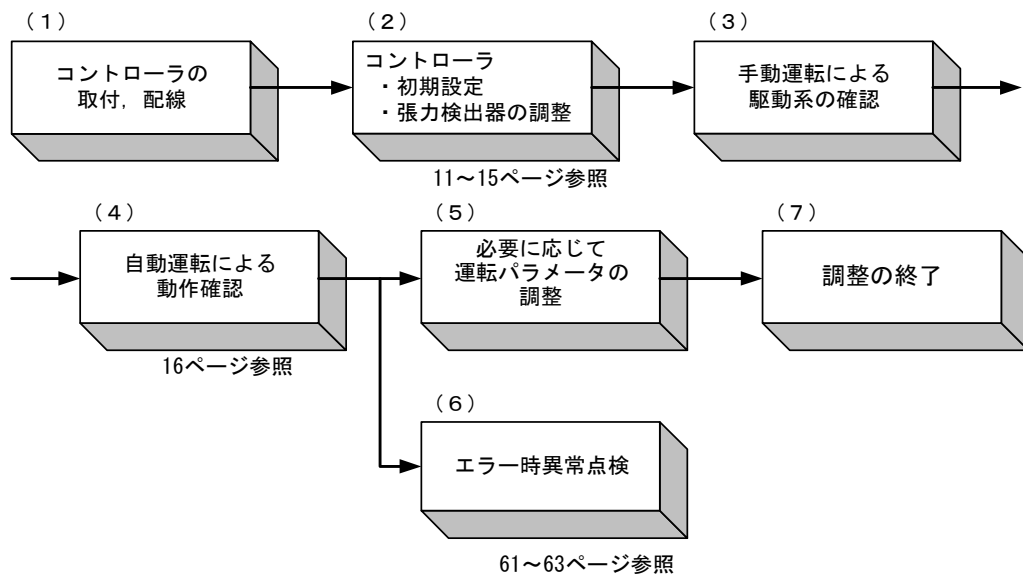 （１）
コントローラの
取付，配線
（２）
コントローラ
・初期設定
・張力検出器の調整
11～15ページ参照
（３）
手動運転による
駆動系の確認
（４）
自動運転による
動作確認
16ページ参照
（５）
必要に応じて
運転パラメータの
調整
（７）
調整の終了
（６）
エラー時異常点検
61～63ページ参照